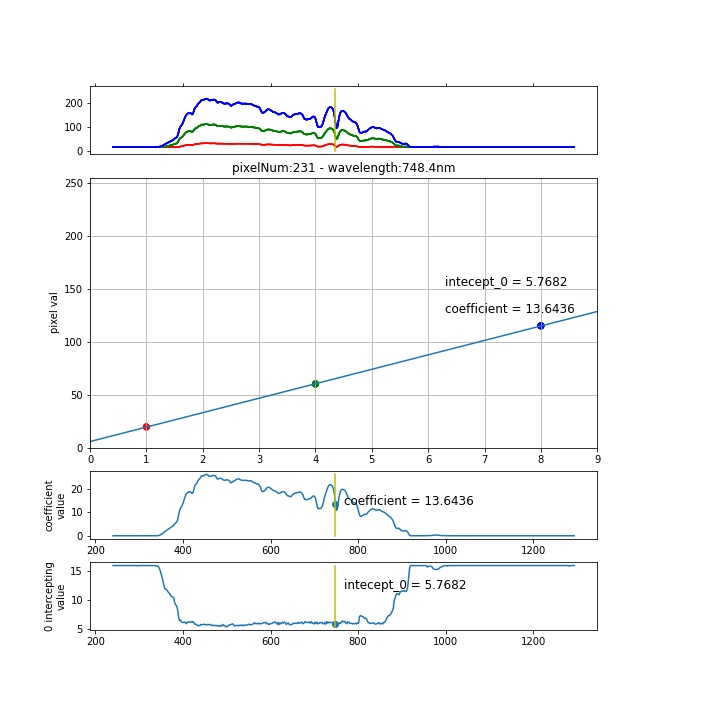 200
100
0
pixelNum:231 - wavelength:748.4nm
250
200
150
100
50
0
pixel val
intecept_0 = 5.7682
coefficient = 13.6436
0 1 2 3 4 5 6 7 8 9
coefficient
value
20
10
0
coefficient = 13.6436
200 400 600 800 1000 1200
0 intercepting
value
15
10
5
intecept_0 = 5.7682
200 400 600 800 1000 1200